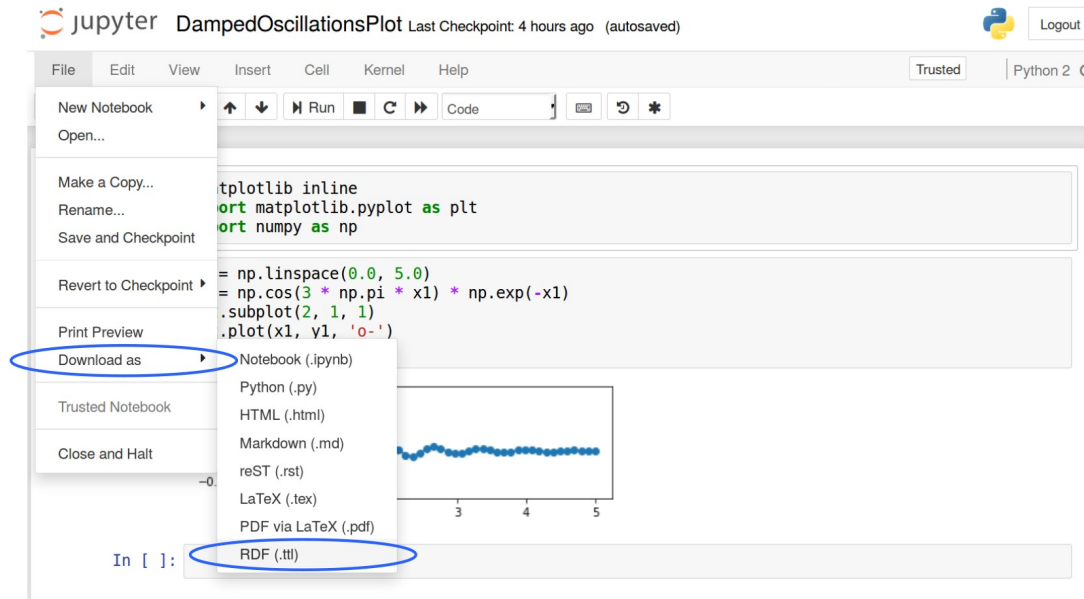 jupyter DampedOscillationsPlot Last Checkpoint: 4 hours ago (autosaved) Logout
File Edit View Insert Cell Kernel Help Trusted Python 2
New Notebook
Open...
Make a Copy...
Rename...
Save and Checkpoint
Revert to Checkpoint
Print Preview
Download as
Trusted Notebook
Close and Halt
Run Code
tplotlib inline
ort matplotlib.pyplot as plt
ort numpy as np
= np.linspace(0.0, 5.0)
= np.cos(3 * np.pi * x1) * np.exp(-x1)
.subplot(2, 1, 1)
.plot(x1, y1, 'o-')
Notebook (.ipynb)
Python (.py)
HTML (.html)
Markdown (.md)
reST (.rst)
LaTeX (.tex)
PDF via LaTeX (.pdf)
RDF (.ttl)
−0.
3 4 5
In [ ]: